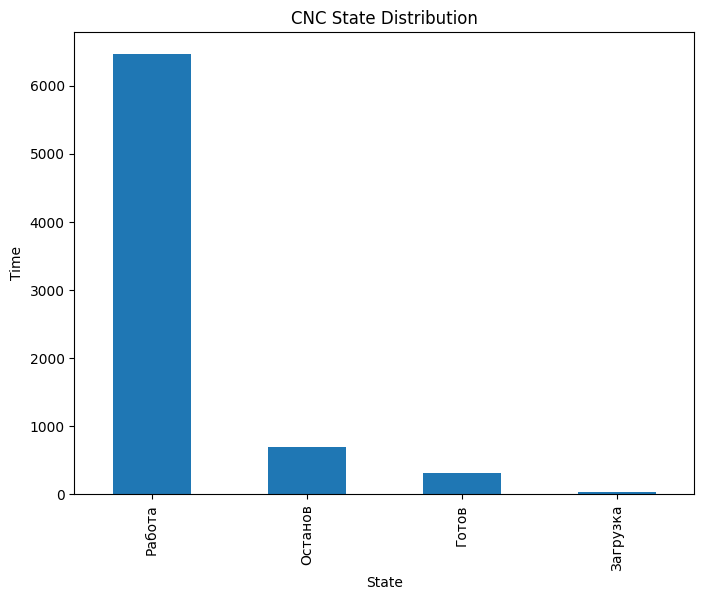 CNC State Distribution
Time
6000
5000
4000
3000
2000
1000
0
Работа
Останов
Готов
Загрузка
State